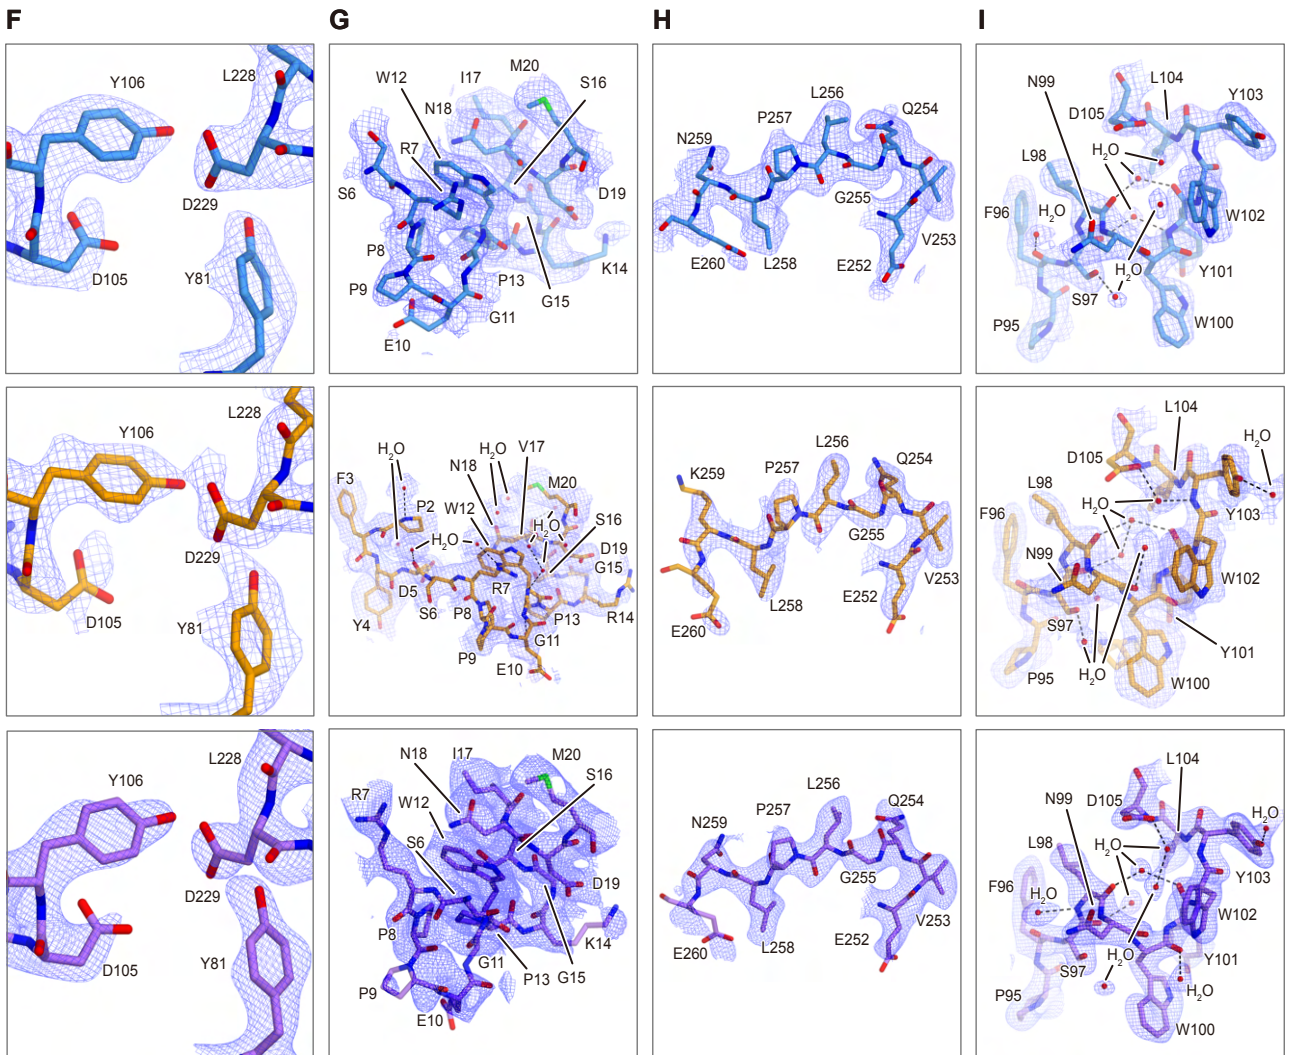 F
G
H
I
Y106
L228
D229
D105
Y81
W12
I17
M20
S16
N18
R7
S6
D19
P8
K14
P13
P9
G15
G11
E10
L256
P257
Q254
N259
G255
V253
E260
L258
E252
N99
L104
Y103
D105
H₂O
L98
F96
H₂O
W102
H₂O
Y101
S97
P95
W100
L228
Y106
D229
D105
Y81
H₂O
H₂O
V17
N18
F3
M20
P2
W12
H₂O
S16
H₂O
D19
G15
D5
R7
S6
P8
P13
R14
Y4
G11
P9
E10
L256
Q254
K259
P257
G255
V253
L258
E252
E260
L104
H₂O
D105
L98
H₂O
Y103
F96
N99
W102
S97
Y101
P95
H₂O
W100
L228
Y106
D229
Y81
D105
N18
I17
M20
S16
R7
W12
S6
D19
P8
K14
G11
P13
G15
P9
E10
L256
P257
Q254
N259
G255
V253
E260
L258
E252
L104
N99
D105
H₂O
L98
H₂O
Y103
F96
H₂O
W102
H₂O
Y101
S97
H₂O
P95
W100